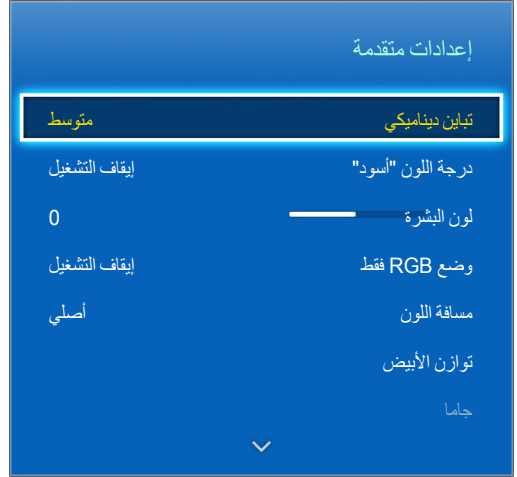 إعدادات متقدمة
تباين ديناميكي متوسط
درجة اللون "أسود" إيقاف التشغيل
لون البشرة 0
وضع RGB فقط إيقاف التشغيل
مسافة اللون أصلي
توازن الأبيض
جاما